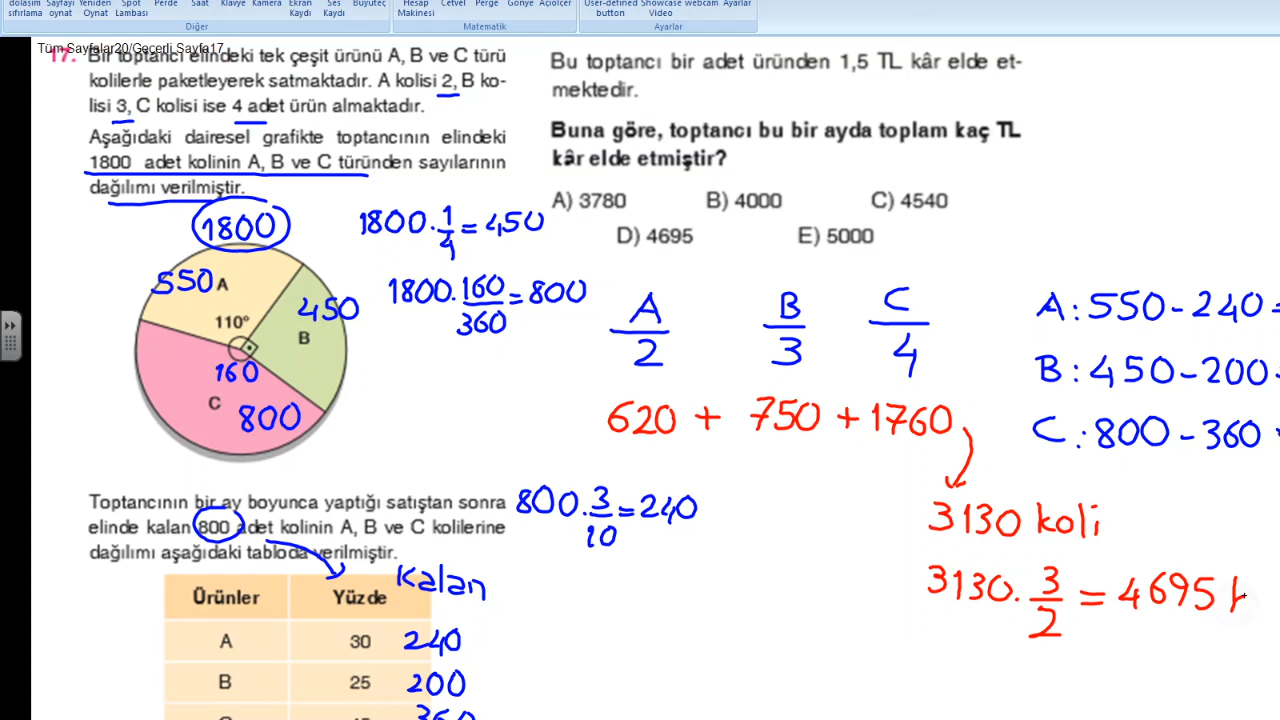 dolaşım Sayfayı Yeniden Spot Perde Saat Klavye Kamera Ekran Ses Büyüteç
sıfırlama oynat Oynat Lambası Kaydı Kaydı
Diğer
Hesap Cetvel Perge Gönye Açıölçer
Makinesi
Matematik
User-defined Showcase webcam Ayarlar
button Video
Ayarlar
Tüm Sayfalar20/Geçerli Sayfa17
17. Bir toptancı elindeki tek çeşit ürünü A, B ve C türü
kolilerle paketleyerek satmaktadır. A kolisi 2, B ko-
lisi 3, C kolisi ise 4 adet ürün almaktadır.
Aşağıdaki dairesel grafikte toptancının elindeki
1800 adet kolinin A, B ve C türünden sayılarının
dağılımı verilmiştir.
1800
550 A
450
110°
B
160
C 800
1800 . 1/4 = 450
1800 . 160/360 = 800
Toptancının bir ay boyunca yaptığı satıştan sonra
elinde kalan 800 adet kolinin A, B ve C kolilerine
dağılımı aşağıdaki tabloda verilmiştir.
800 . 3/10 = 240
Kalan
Ürünler Yüzde
A 30 240
B 25 200
360
Bu toptancı bir adet üründen 1,5 TL kâr elde et-
mektedir.
Buna göre, toptancı bu bir ayda toplam kaç TL
kâr elde etmiştir?
A) 3780 B) 4000 C) 4540
D) 4695 E) 5000
A/2 B/3 C/4
620 + 750 + 1760
A : 550 - 240 =
B : 450 - 200
C : 800 - 360
3130 koli
3130 . 3/2 = 4695